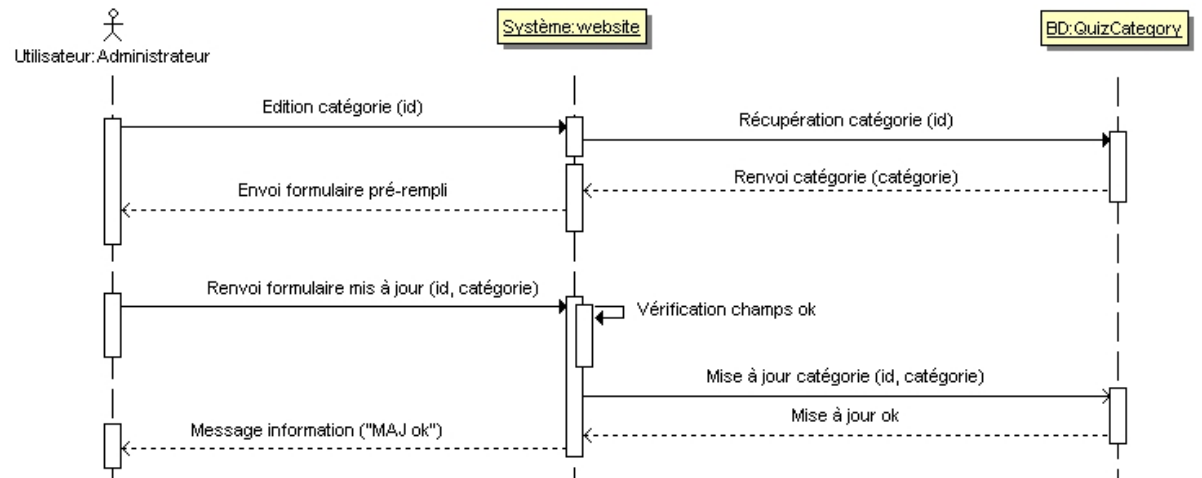 Système:website
BD:QuizCategory
Utilisateur:Administrateur
Edition catégorie (id)
Récupération catégorie (id)
Renvoi catégorie (catégorie)
Envoi formulaire pré-rempli
Renvoi formulaire mis à jour (id, catégorie)
Vérification champs ok
Mise à jour catégorie (id, catégorie)
Mise à jour ok
Message information ("MAJ ok")